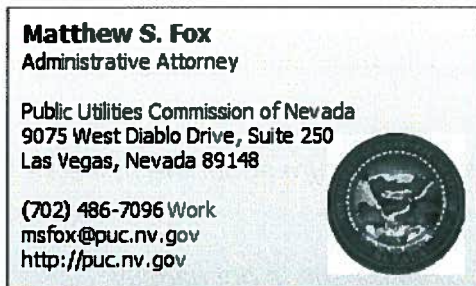 Matthew S. Fox
Administrative Attorney
Public Utilities Commission of Nevada
9075 West Diablo Drive, Suite 250
Las Vegas, Nevada 89148
(702) 486-7096 Work
msfox@puc.nv.gov
http://puc.nv.gov